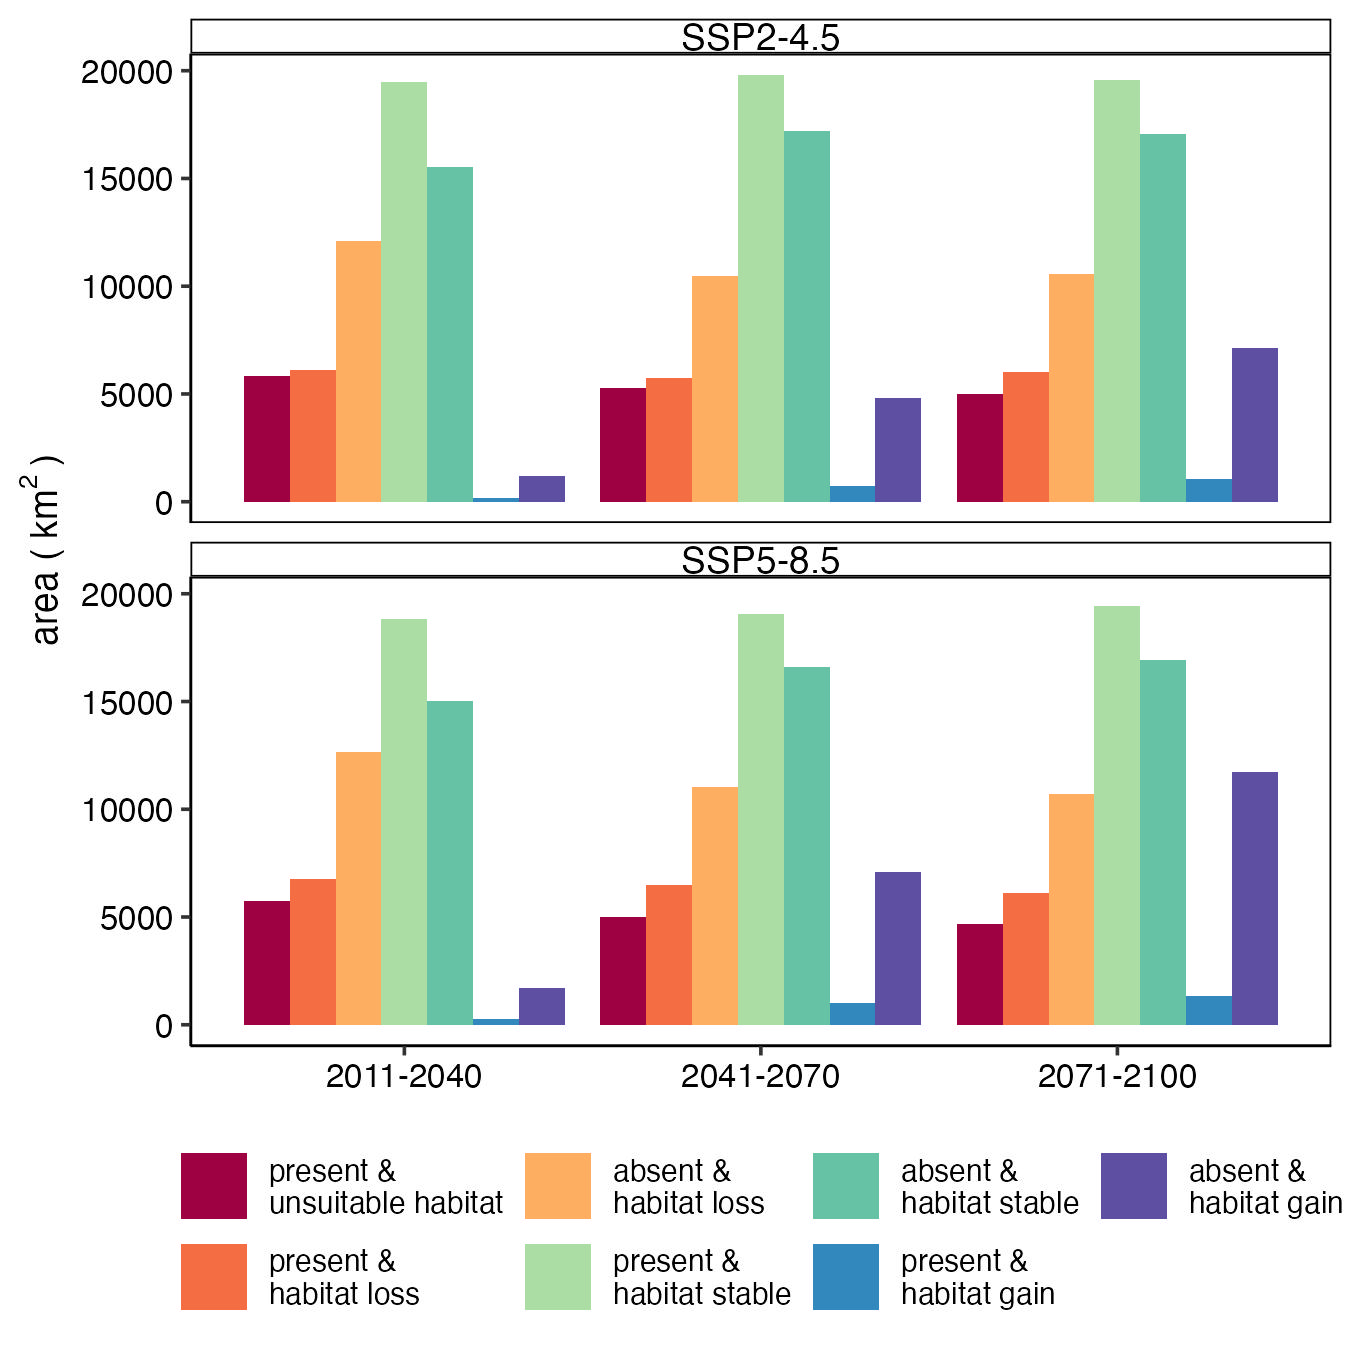 SSP2-4.5
20000
15000
10000
5000
0
area ( km² )
SSP5-8.5
20000
15000
10000
5000
0
2011-2040
2041-2070
2071-2100
present &
unsuitable habitat
absent &
habitat loss
absent &
habitat stable
absent &
habitat gain
present &
habitat loss
present &
habitat stable
present &
habitat gain